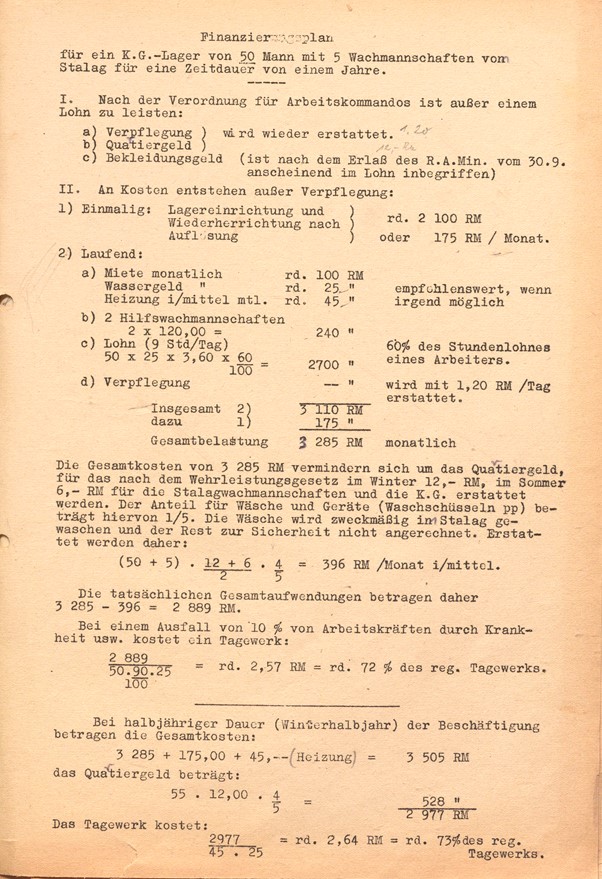 Finanzierungsplan
für ein K.G.-Lager von 50 Mann mit 5 Wachmannschaften vom
Stalag für eine Zeitdauer von einem Jahre.
I. Nach der Verordnung für Arbeitskommandos ist außer einem
Lohn zu leisten:
a) Verpflegung ) wird wieder erstattet. 1.20
b) Quatiergeld )
c) Bekleidungsgeld (ist nach dem Erlaß des R.A.Min. vom 30.9.
anscheinend im Lohn inbegriffen)
II. An Kosten entstehen außer Verpflegung:
1) Einmalig: Lagereinrichtung und )
Wiederherrichtung nach ) rd. 2 100 RM
Auflösung ) oder 175 RM / Monat.
2) Laufend:
a) Miete monatlich rd. 100 RM
Wassergeld " rd. 25 " empfehlenswert, wenn
Heizung i/mittel mtl. rd. 45 " irgend möglich
b) 2 Hilfswachmannschaften
2 x 120,00 = 240 "
c) Lohn (9 Std/Tag) 60% des Stundenlohnes
50 x 25 x 3,60 x 60/100 = 2700 " eines Arbeiters.
d) Verpflegung -- " wird mit 1,20 RM /Tag
erstattet.
Insgesamt 2) 3 110 RM
dazu 1) 175 "
Gesamtbelastung 3 285 RM monatlich
Die Gesamtkosten von 3 285 RM vermindern sich um das Quatiergeld,
für das nach dem Wehrleistungsgesetz im Winter 12,- RM, im Sommer
6,- RM für die Stalagwachmannschaften und die K.G. erstattet
werden. Der Anteil für Wäsche und Geräte (Waschschüsseln pp) be-
trägt hiervon 1/5. Die Wäsche wird zweckmäßig im Stalag ge-
waschen und der Rest zur Sicherheit nicht angerechnet. Erstat-
tet werden daher:
(50 + 5) . 12 + 6/2 . 4/5 = 396 RM /Monat i/mittel.
Die tatsächlichen Gesamtaufwendungen betragen daher
3 285 - 396 = 2 889 RM.
Bei einem Ausfall von 10 % von Arbeitskräften durch Krank-
heit usw. kostet ein Tagewerk:
2 889
50.90.25 = rd. 2,57 RM = rd. 72 % des reg. Tagewerks.
100
Bei halbjähriger Dauer (Winterhalbjahr) der Beschäftigung
betragen die Gesamtkosten:
3 285 + 175,00 + 45,--(Heizung) = 3 505 RM
das Quatiergeld beträgt:
55 . 12,00 . 4/5 = 528 "
2 977 RM
Das Tagewerk kostet:
2977
45 . 25 = rd. 2,64 RM = rd. 73% des reg.
Tagewerks.